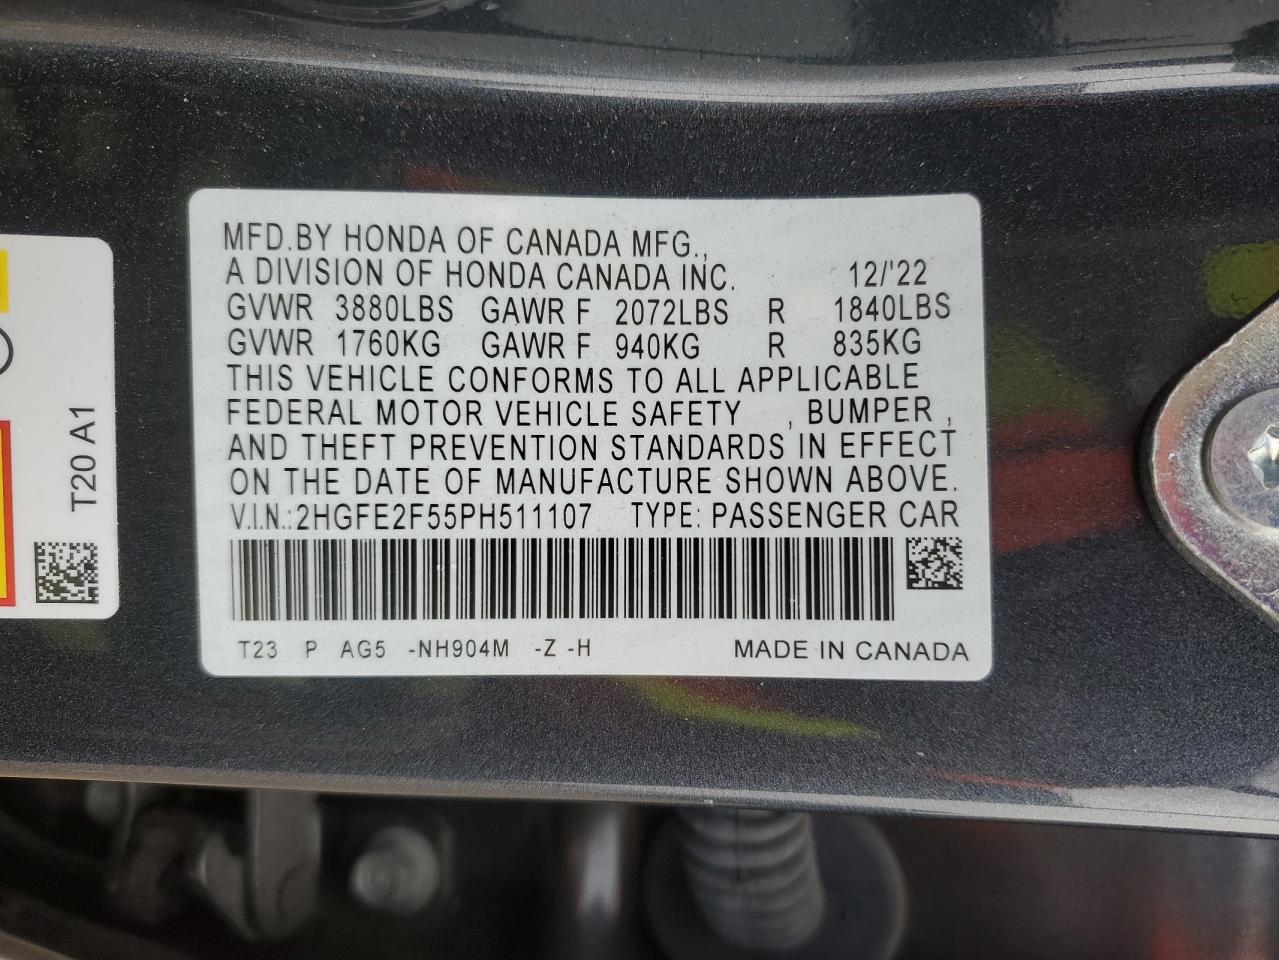 MFD.BY HONDA OF CANADA MFG.,
A DIVISION OF HONDA CANADA INC. 12/'22
GVWR 3880LBS GAWR F 2072LBS R 1840LBS
GVWR 1760KG GAWR F 940KG R 835KG
THIS VEHICLE CONFORMS TO ALL APPLICABLE
FEDERAL MOTOR VEHICLE SAFETY , BUMPER ,
AND THEFT PREVENTION STANDARDS IN EFFECT
ON THE DATE OF MANUFACTURE SHOWN ABOVE.
V.I.N.:2HGFE2F55PH511107 TYPE: PASSENGER CAR
T23 P AG5 -NH904M -Z -H MADE IN CANADA
T20 A1